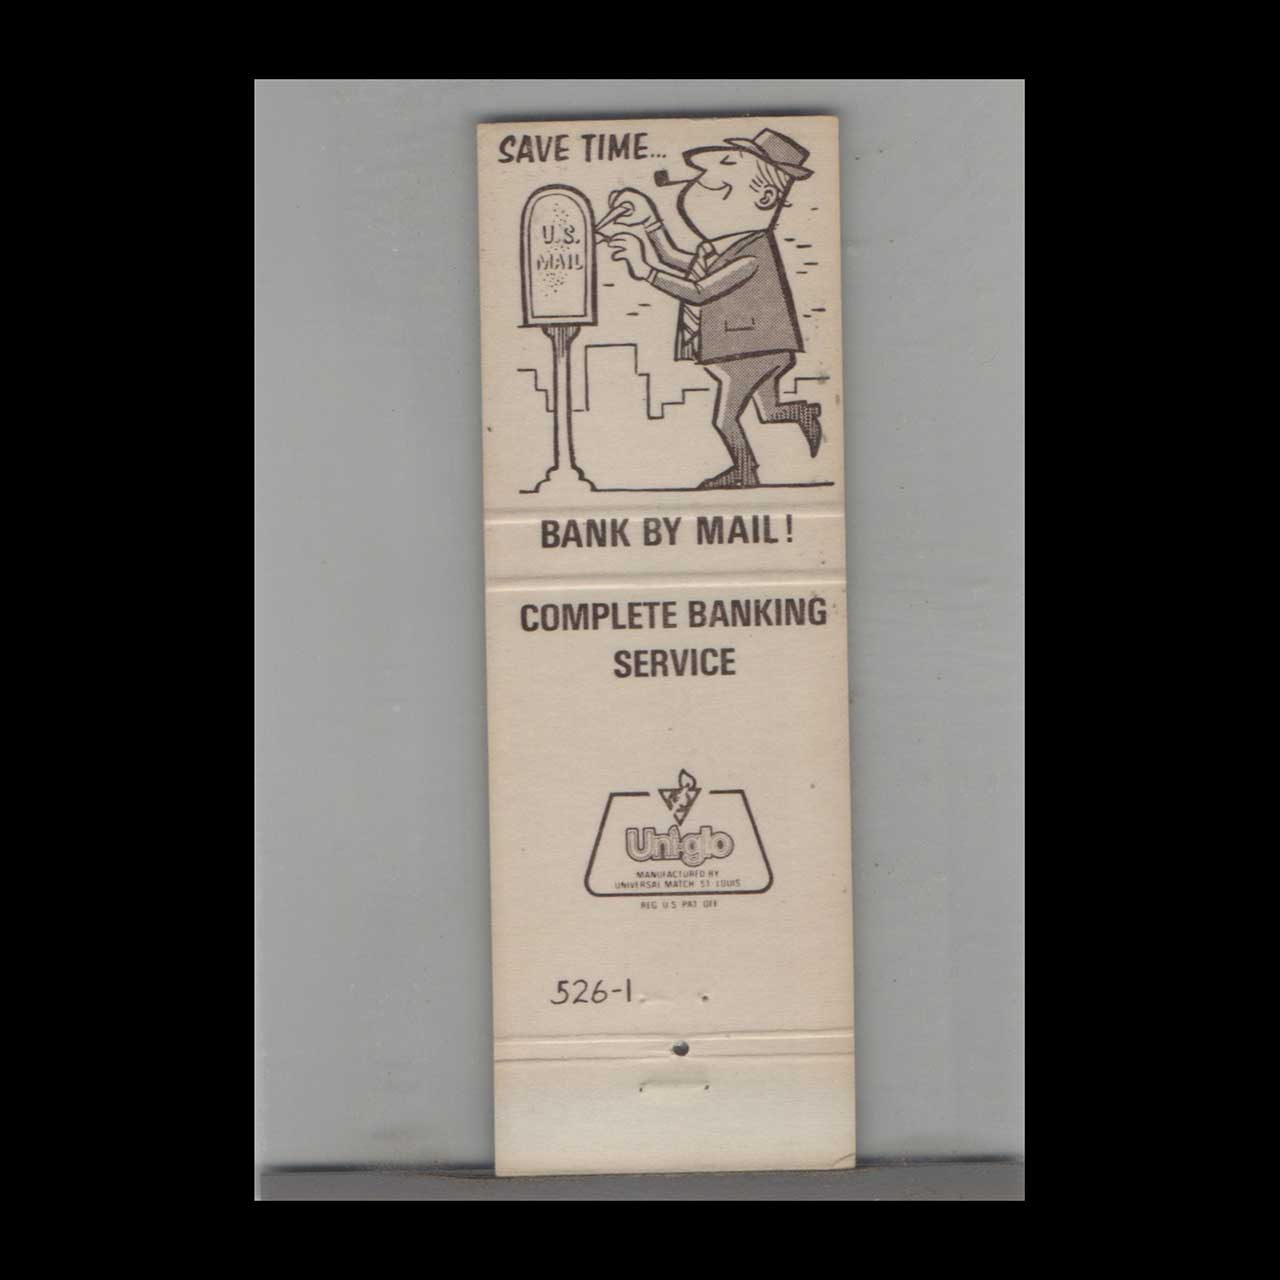 SAVE TIME...
U.S.
MAIL
BANK BY MAIL!
COMPLETE BANKING
SERVICE
Uni-glo
MANUFACTURED BY
UNIVERSAL MATCH ST LOUIS
REG U S PAT OFF
526-1